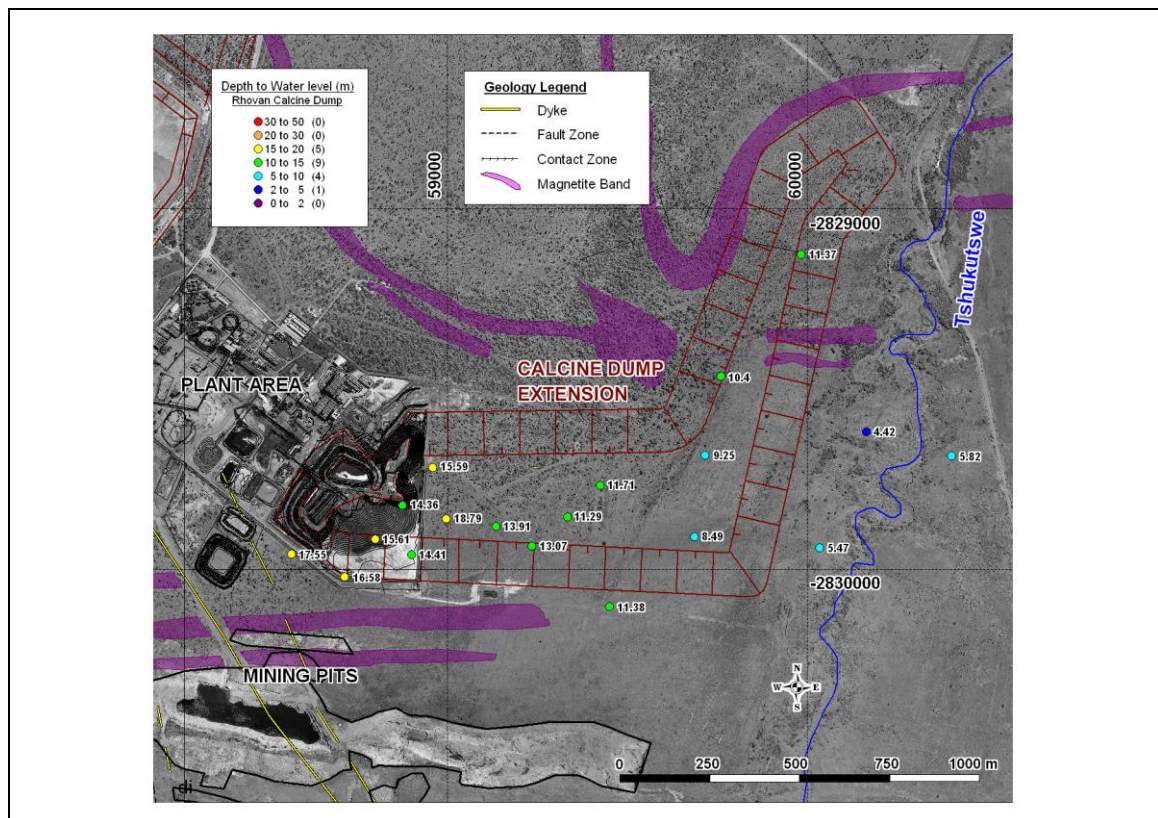 Depth to Water level (m)
Rhovan Calcine Dump
30 to 50 (0)
20 to 30 (0)
15 to 20 (5)
10 to 15 (9)
5 to 10 (4)
2 to 5 (1)
0 to 2 (0)
Geology Legend
Dyke
Fault Zone
Contact Zone
Magnetite Band
59000
60000
-2829000
Tshukutswe
11.37
CALCINE DUMP
EXTENSION
PLANT AREA
10.4
4.42
9.25
5.82
15.59
11.71
14.36
18.79
11.29
13.91
15.61
8.49
13.07
5.47
17.55
14.41
16.58
-2830000
11.38
MINING PITS
N
W E
S
0 250 500 750 1000 m
di